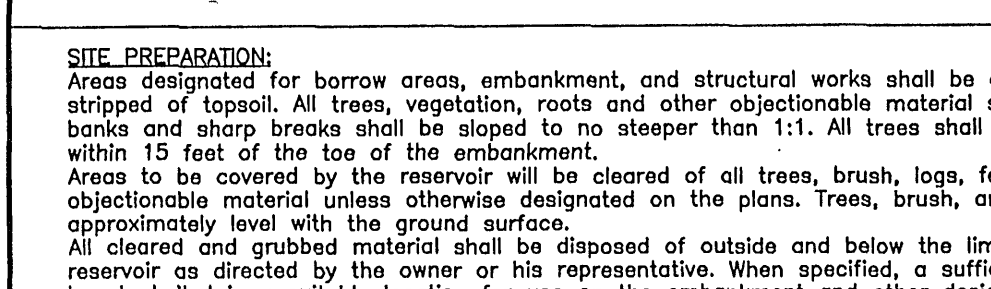 SITE PREPARATION:
Areas designated for borrow areas, embankment, and structural works shall be
stripped of topsoil. All trees, vegetation, roots and other objectionable material
banks and sharp breaks shall be sloped to no steeper than 1:1. All trees shall
within 15 feet of the toe of the embankment.
Areas to be covered by the reservoir will be cleared of all trees, brush, logs,
objectionable material unless otherwise designated on the plans. Trees, brush,
approximately level with the ground surface.
All cleared and grubbed material shall be disposed of outside and below the
reservoir as directed by the owner or his representative. When specified, a